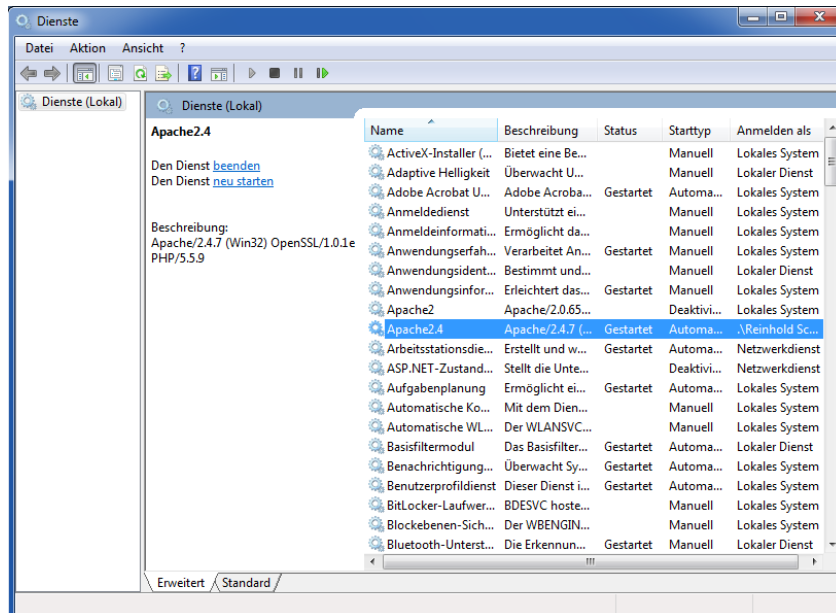 Dienste
Datei Aktion Ansicht ?
Dienste (Lokal)
Dienste (Lokal)
Apache2.4
Den Dienst beenden
Den Dienst neu starten
Beschreibung:
Apache/2.4.7 (Win32) OpenSSL/1.0.1e
PHP/5.5.9
Name Beschreibung Status Starttyp Anmelden als
ActiveX-Installer (... Bietet eine Be... Manuell Lokales System
Adaptive Helligkeit Überwacht U... Manuell Lokaler Dienst
Adobe Acrobat U... Adobe Acroba... Gestartet Automa... Lokales System
Anmeldedienst Unterstützt ei... Manuell Lokales System
Anmeldeinformati... Ermöglicht da... Manuell Lokales System
Anwendungserfah... Verarbeitet An... Gestartet Manuell Lokales System
Anwendungsident... Bestimmt und... Manuell Lokaler Dienst
Anwendungsinfor... Erleichtert das... Gestartet Manuell Lokales System
Apache2 Apache/2.0.65... Deaktivi... Lokales System
Apache2.4 Apache/2.4.7 (... Gestartet Automa... .\Reinhold Sc...
Arbeitsstationsdie... Erstellt und w... Gestartet Automa... Netzwerkdienst
ASP.NET-Zustand... Stellt die Unte... Deaktivi... Netzwerkdienst
Aufgabenplanung Ermöglicht ei... Gestartet Automa... Lokales System
Automatische Ko... Mit dem Dien... Manuell Lokales System
Automatische WL... Der WLANSVC... Manuell Lokales System
Basisfiltermodul Das Basisfilter... Gestartet Automa... Lokaler Dienst
Benachrichtigung... Überwacht Sy... Gestartet Automa... Lokales System
Benutzerprofildienst Dieser Dienst i... Gestartet Automa... Lokales System
BitLocker-Laufwer... BDESVC hoste... Manuell Lokales System
Blockebenen-Sich... Der WBENGIN... Manuell Lokales System
Bluetooth-Unterst... Die Erkennun... Gestartet Manuell Lokaler Dienst
Erweitert Standard